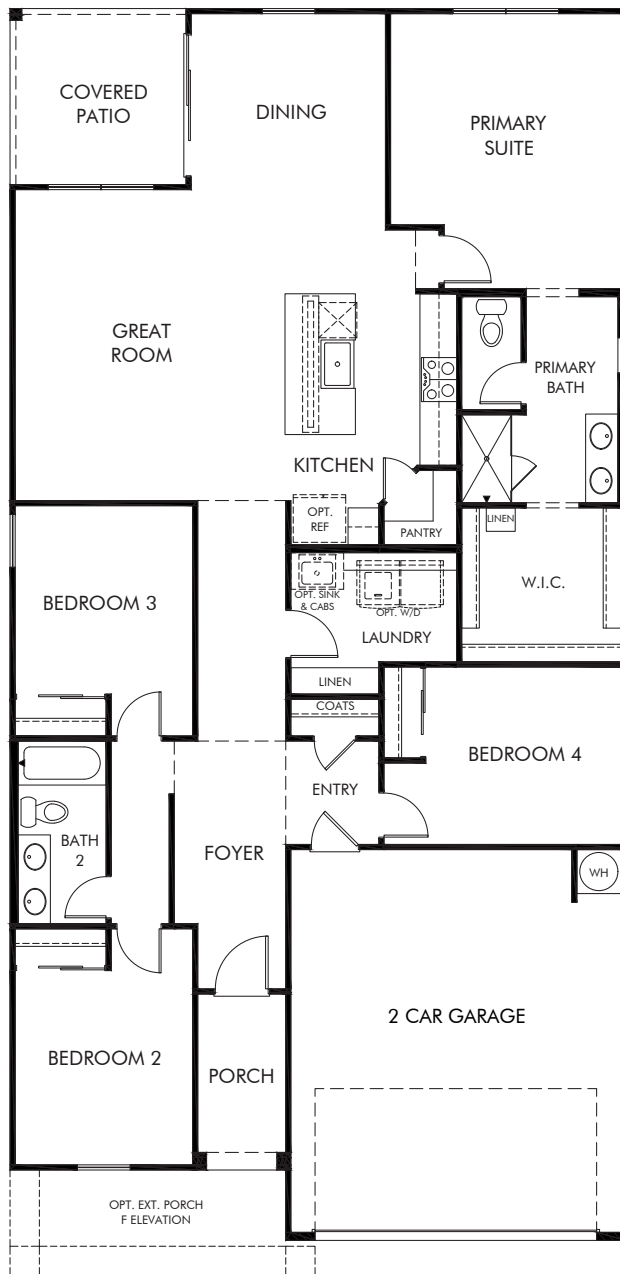 COVERED
PATIO
DINING
PRIMARY
SUITE
GREAT
ROOM
PRIMARY
BATH
KITCHEN
OPT.
REF
PANTRY
LINEN
OPT. SINK
& CABS
OPT. W/D
LAUNDRY
W.I.C.
BEDROOM 3
LINEN
COATS
BEDROOM 4
ENTRY
BATH
2
FOYER
WH
2 CAR GARAGE
BEDROOM 2
PORCH
OPT. EXT. PORCH
F ELEVATION